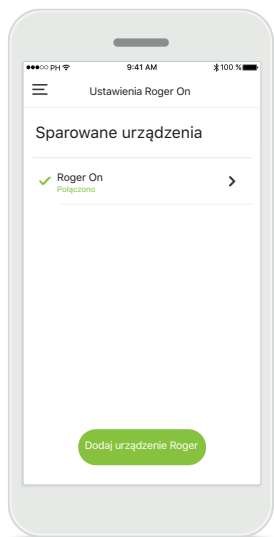 PH 9:41 AM 100 %
Ustawienia Roger On
Sparowane urządzenia
Roger On
Połączono
Dodaj urządzenie Roger